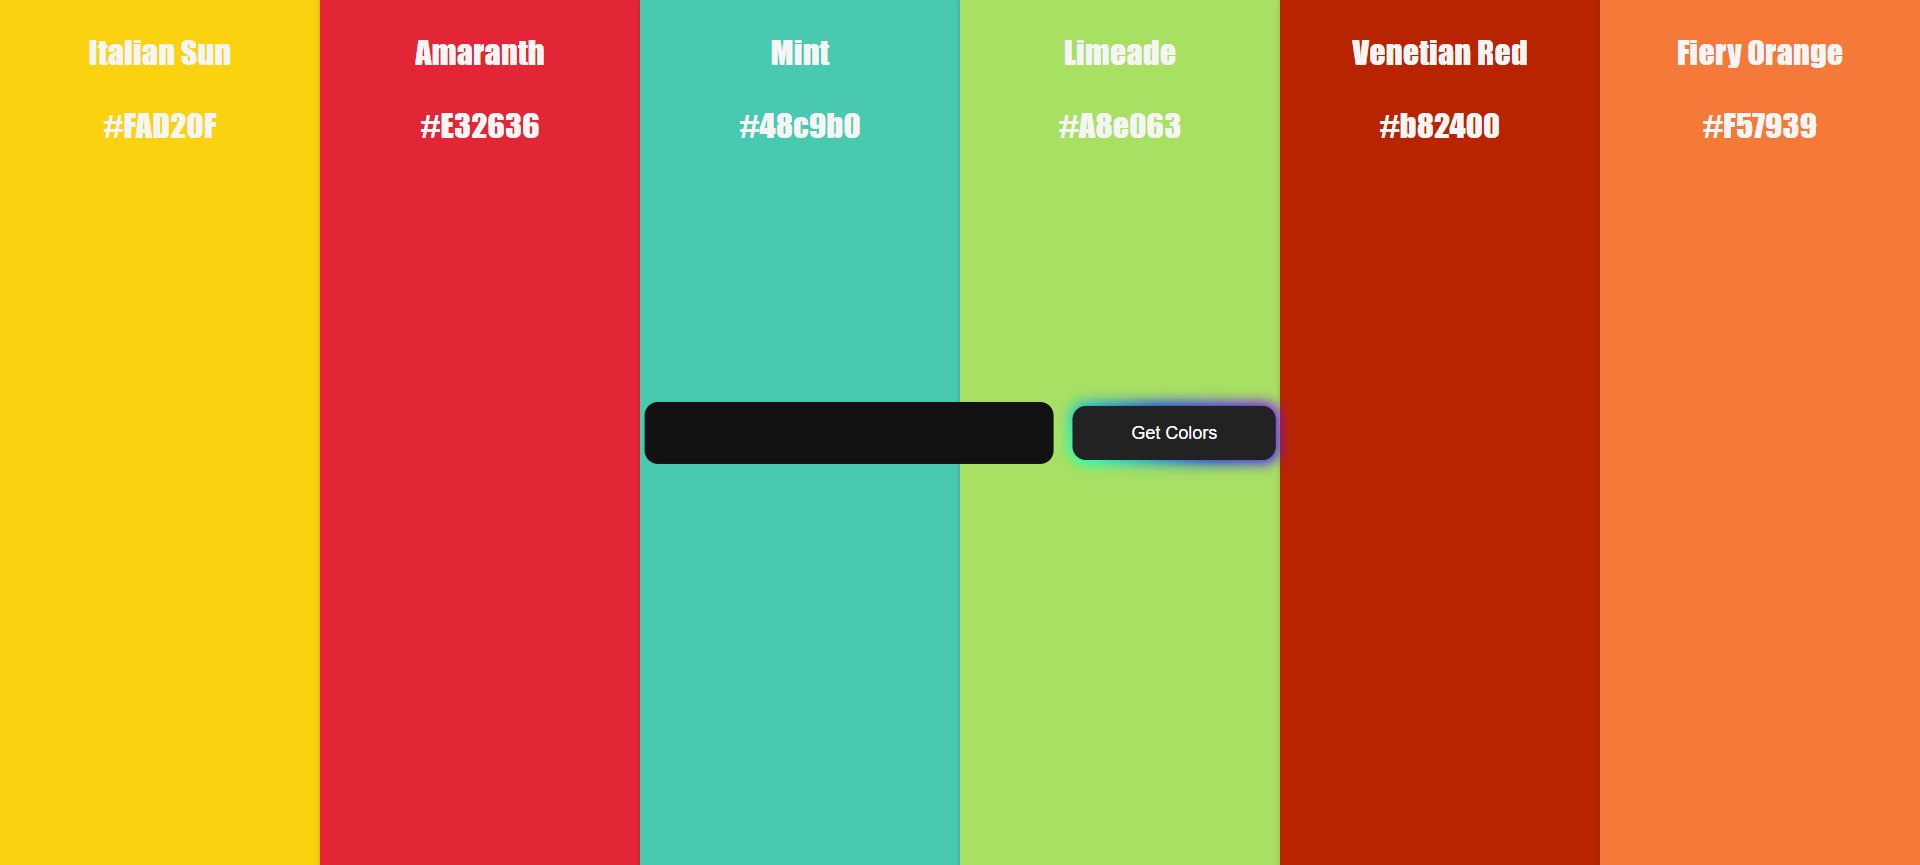 Italian Sun
#FAD20F
Amaranth
#E32636
Mint
#48c9b0
Limeade
#A8e063
Venetian Red
#b82400
Fiery Orange
#F57939
Get Colors